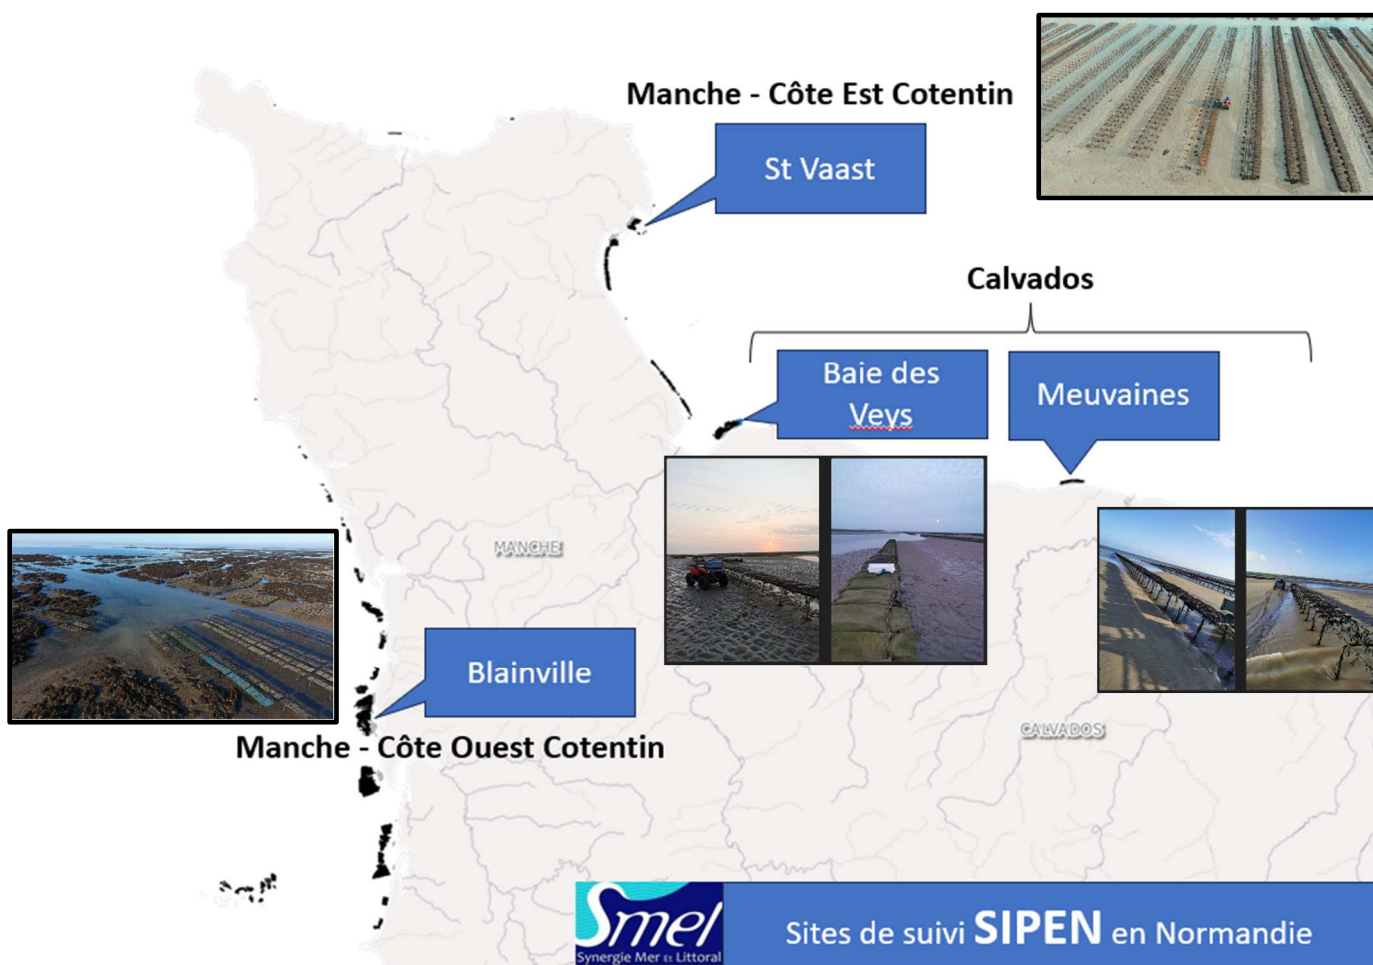 Manche - Côte Est Cotentin
St Vaast
Calvados
Baie des
Veys
Meuvaines
MANCHE
Blainville
Manche - Côte Ouest Cotentin
CALVADOS
Smel
Synergie Mer Et Littoral
Sites de suivi SIPEN en Normandie